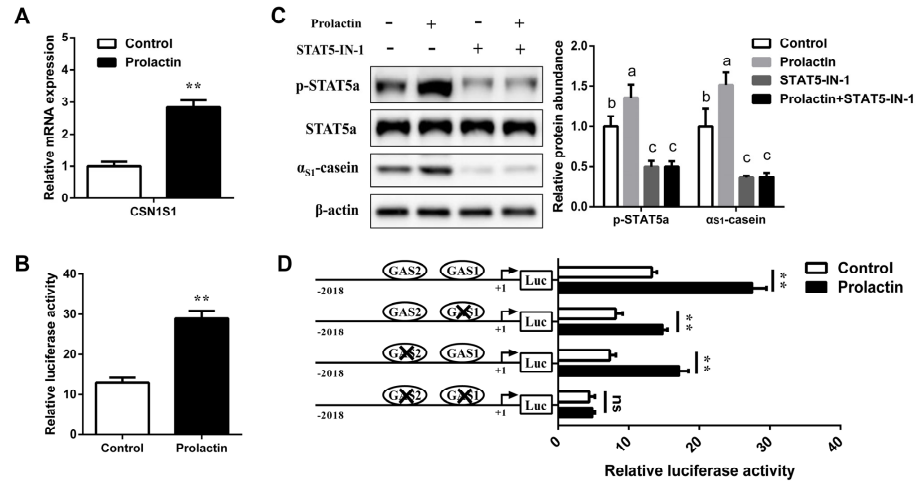 A
Relative mRNA expression
5
4
3
2
1
0
Control
Prolactin
**
CSN1S1
B
Relative luciferase activity
40
30
20
10
0
**
Control
Prolactin
C
Prolactin - + - +
STAT5-IN-1 - - + +
p-STAT5a
STAT5a
αS1-casein
β-actin
Relative protein abundance
2.0
1.5
1.0
0.5
0.0
b a c c
b a c c
p-STAT5a αS1-casein
Control
Prolactin
STAT5-IN-1
Prolactin+STAT5-IN-1
D
GAS2 GAS1
-2018 +1 Luc
**
GAS2 GAS1
-2018 +1 Luc
**
GAS2 GAS1
-2018 +1 Luc
**
GAS2 GAS1
-2018 +1 Luc
ns
Control
Prolactin
0 10 20 30 40
Relative luciferase activity